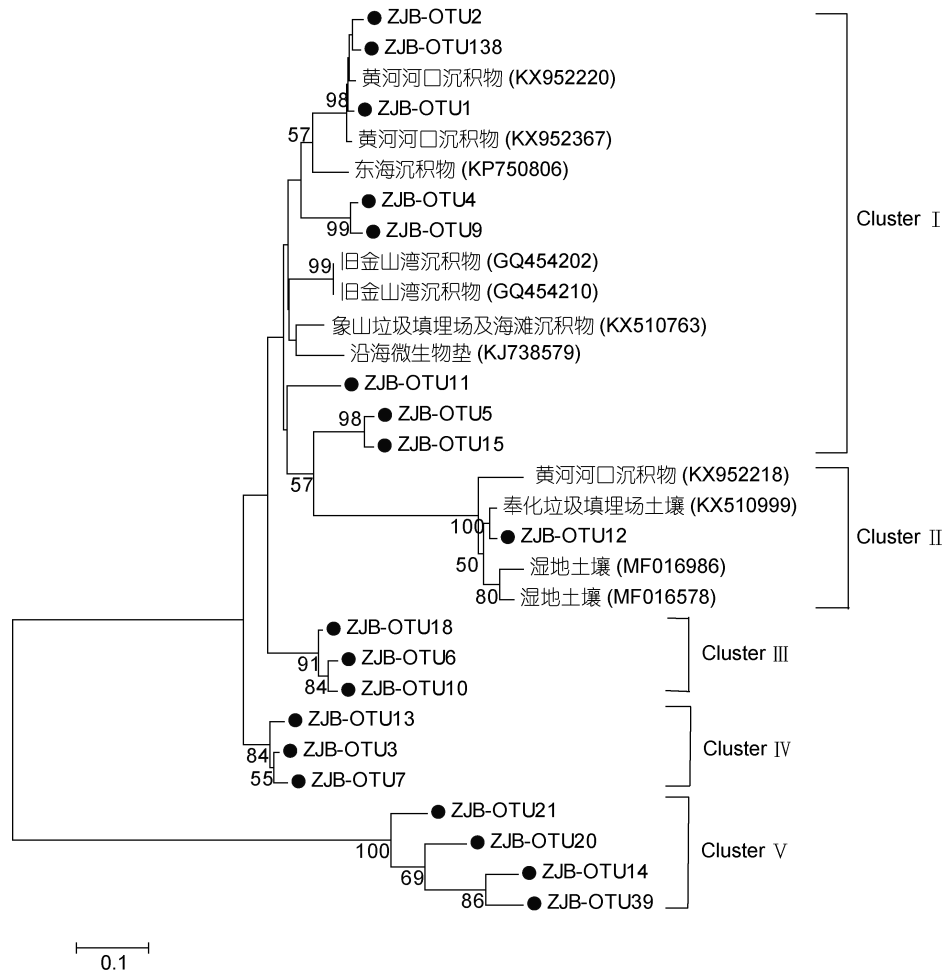 ZJB-OTU2
ZJB-OTU138
黄河河口沉积物 (KX952220)
98
ZJB-OTU1
57
黄河河口沉积物 (KX952367)
东海沉积物 (KP750806)
ZJB-OTU4
99
ZJB-OTU9
Cluster Ⅰ
99
旧金山湾沉积物 (GQ454202)
旧金山湾沉积物 (GQ454210)
象山垃圾填埋场及海滩沉积物 (KX510763)
沿海微生物垫 (KJ738579)
ZJB-OTU11
98
ZJB-OTU5
ZJB-OTU15
57
黄河河口沉积物 (KX952218)
奉化垃圾填埋场土壤 (KX510999)
100
ZJB-OTU12
Cluster Ⅱ
50
湿地土壤 (MF016986)
80
湿地土壤 (MF016578)
ZJB-OTU18
91
ZJB-OTU6
Cluster Ⅲ
84
ZJB-OTU10
ZJB-OTU13
84
ZJB-OTU3
Cluster Ⅳ
55
ZJB-OTU7
ZJB-OTU21
100
ZJB-OTU20
Cluster Ⅴ
69
ZJB-OTU14
86
ZJB-OTU39
0.1